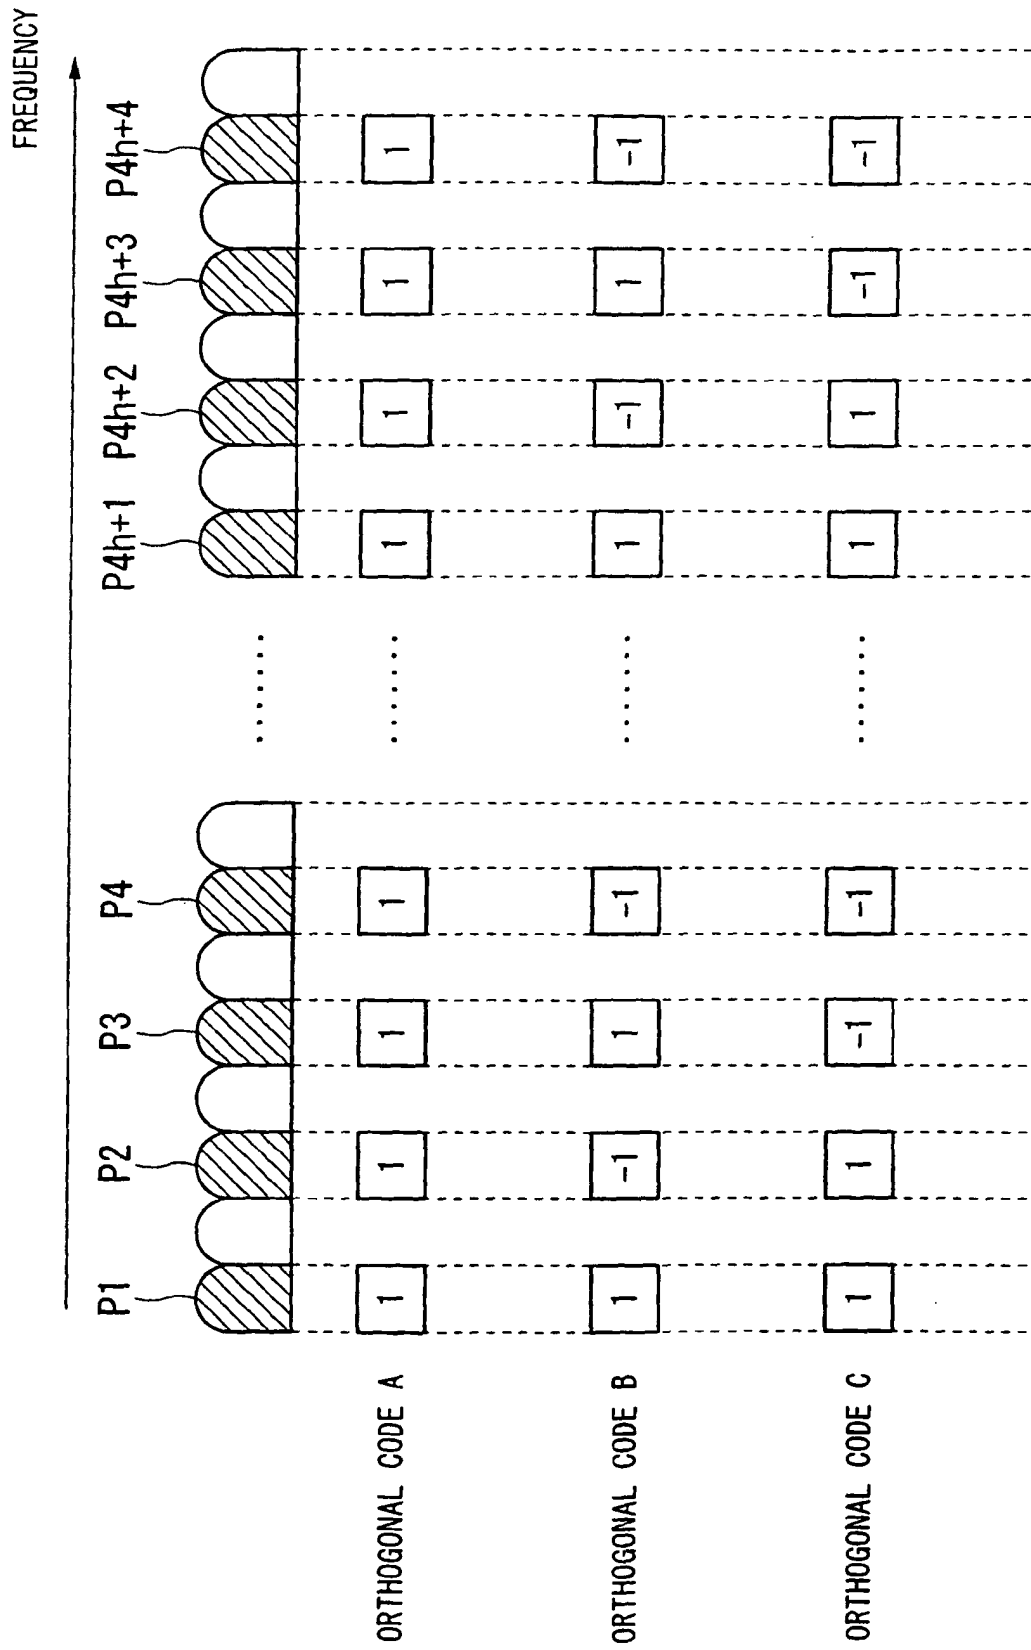 FREQUENCY
P1 P2 P3 P4 P4h+1 P4h+2 P4h+3 P4h+4
.......
ORTHOGONAL CODE A 1 1 1 1 ....... 1 1 1 1
ORTHOGONAL CODE B 1 -1 1 -1 ....... 1 -1 1 -1
ORTHOGONAL CODE C 1 1 -1 -1 ....... 1 1 -1 -1